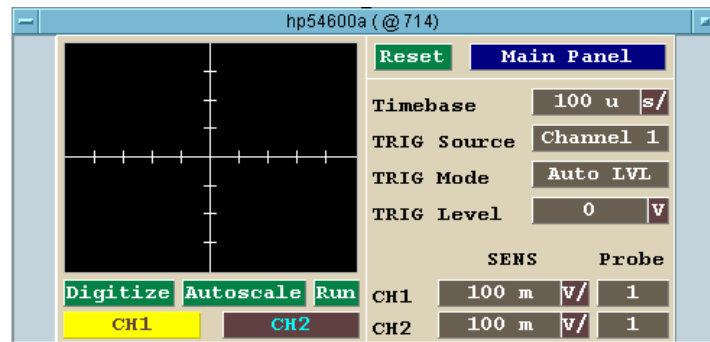 hp54600a ( @ 714)
Reset Main Panel
Timebase 100 u s/
TRIG Source Channel 1
TRIG Mode Auto LVL
TRIG Level 0 V
SENS Probe
Digitize Autoscale Run
CH1 100 m V/ 1
CH1 CH2
CH2 100 m V/ 1